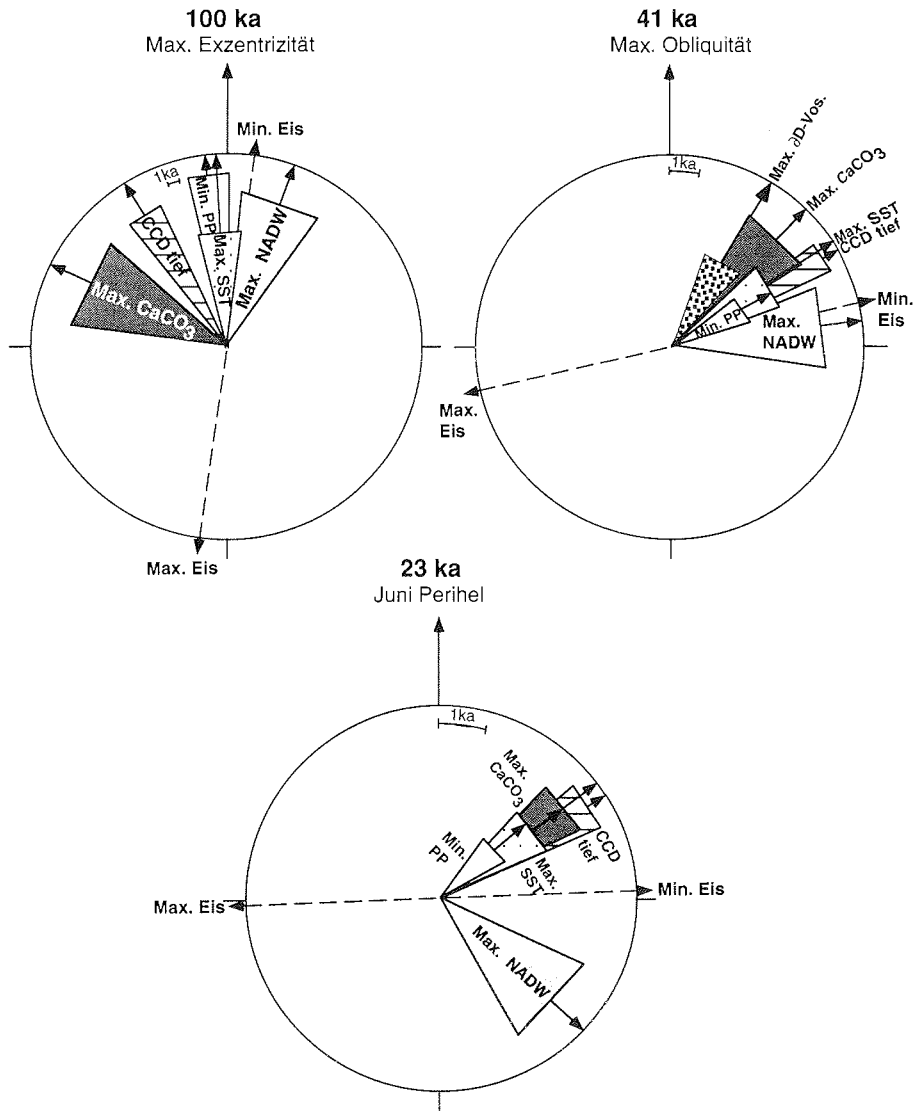 100 ka
Max. Exzentrizität
Min. Eis
1ka
Min. PP
Max. SST
Max. NADW
CCD tief
Max. CaCO3
Max. Eis
41 ka
Max. Obliquität
1ka
Max. ∂D-Vos.
Max. CaCO3
Max. SST
CCD tief
Min.
Eis
Min. PP
Max.
NADW
Max.
Eis
23 ka
Juni Perihel
1ka
Max.
CaCO3
Min.
PP
CCD
tief
Max.
SST
Min. Eis
Max. Eis
Max. NADW